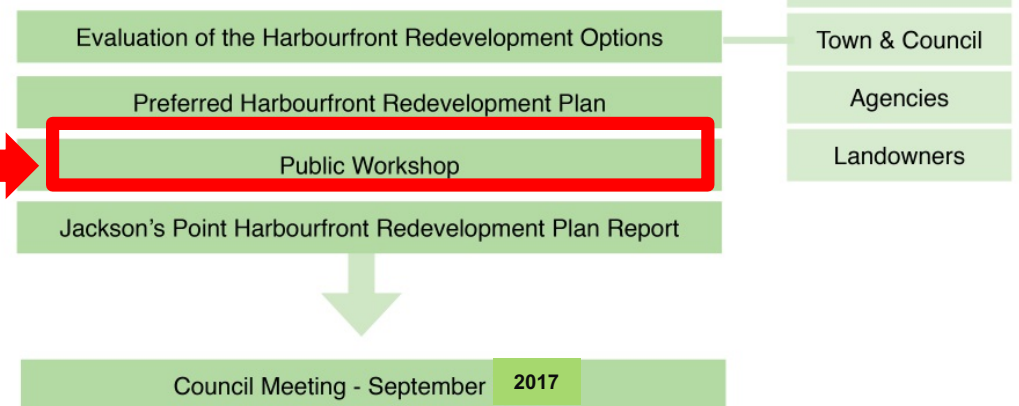 Evaluation of the Harbourfront Redevelopment Options
Town & Council
Preferred Harbourfront Redevelopment Plan
Agencies
Public Workshop
Landowners
Jackson's Point Harbourfront Redevelopment Plan Report
Council Meeting - September 2017